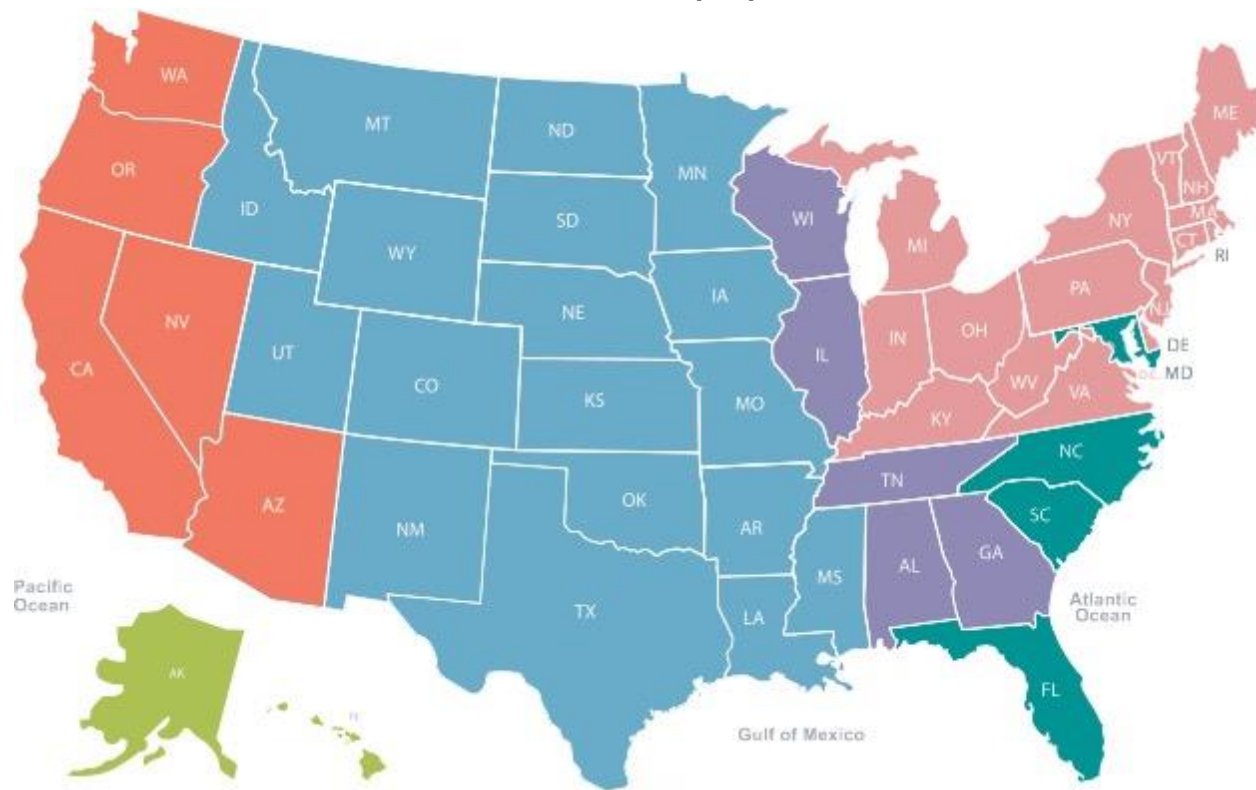 WA
MT
ND
ME
OR
MN
VT
NH
ID
SD
WI
NY
MA
WY
MI
CT
RI
IA
PA
NE
NJ
NV
UT
IN
OH
DE
CA
CO
IL
WV
MD
KS
MO
VA
KY
NC
TN
AZ
OK
SC
NM
AR
GA
AL
MS
Pacific
Ocean
TX
LA
Atlantic
Ocean
AK
FL
HI
Gulf of Mexico